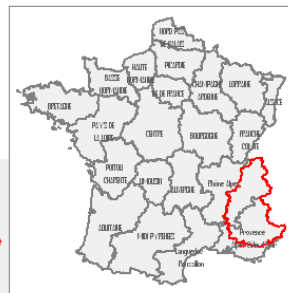 NORD PAS
DE CALAIS
HAUTE
NORMANDIE
PICARDIE
BASSE
NORMANDIE
CHAMPAGNE
ARDENNE
LORRAINE
ALSACE
ILE DE FRANCE
BRETAGNE
PAYS DE
LA LOIRE
CENTRE
BOURGOGNE
FRANCHE
COMTE
POITOU
CHARENTE
LIMOUSIN
AUVERGNE
Rhone Alpes
AQUITAINE
MIDI PYRENEES
Languedoc
Roussillon
Provence